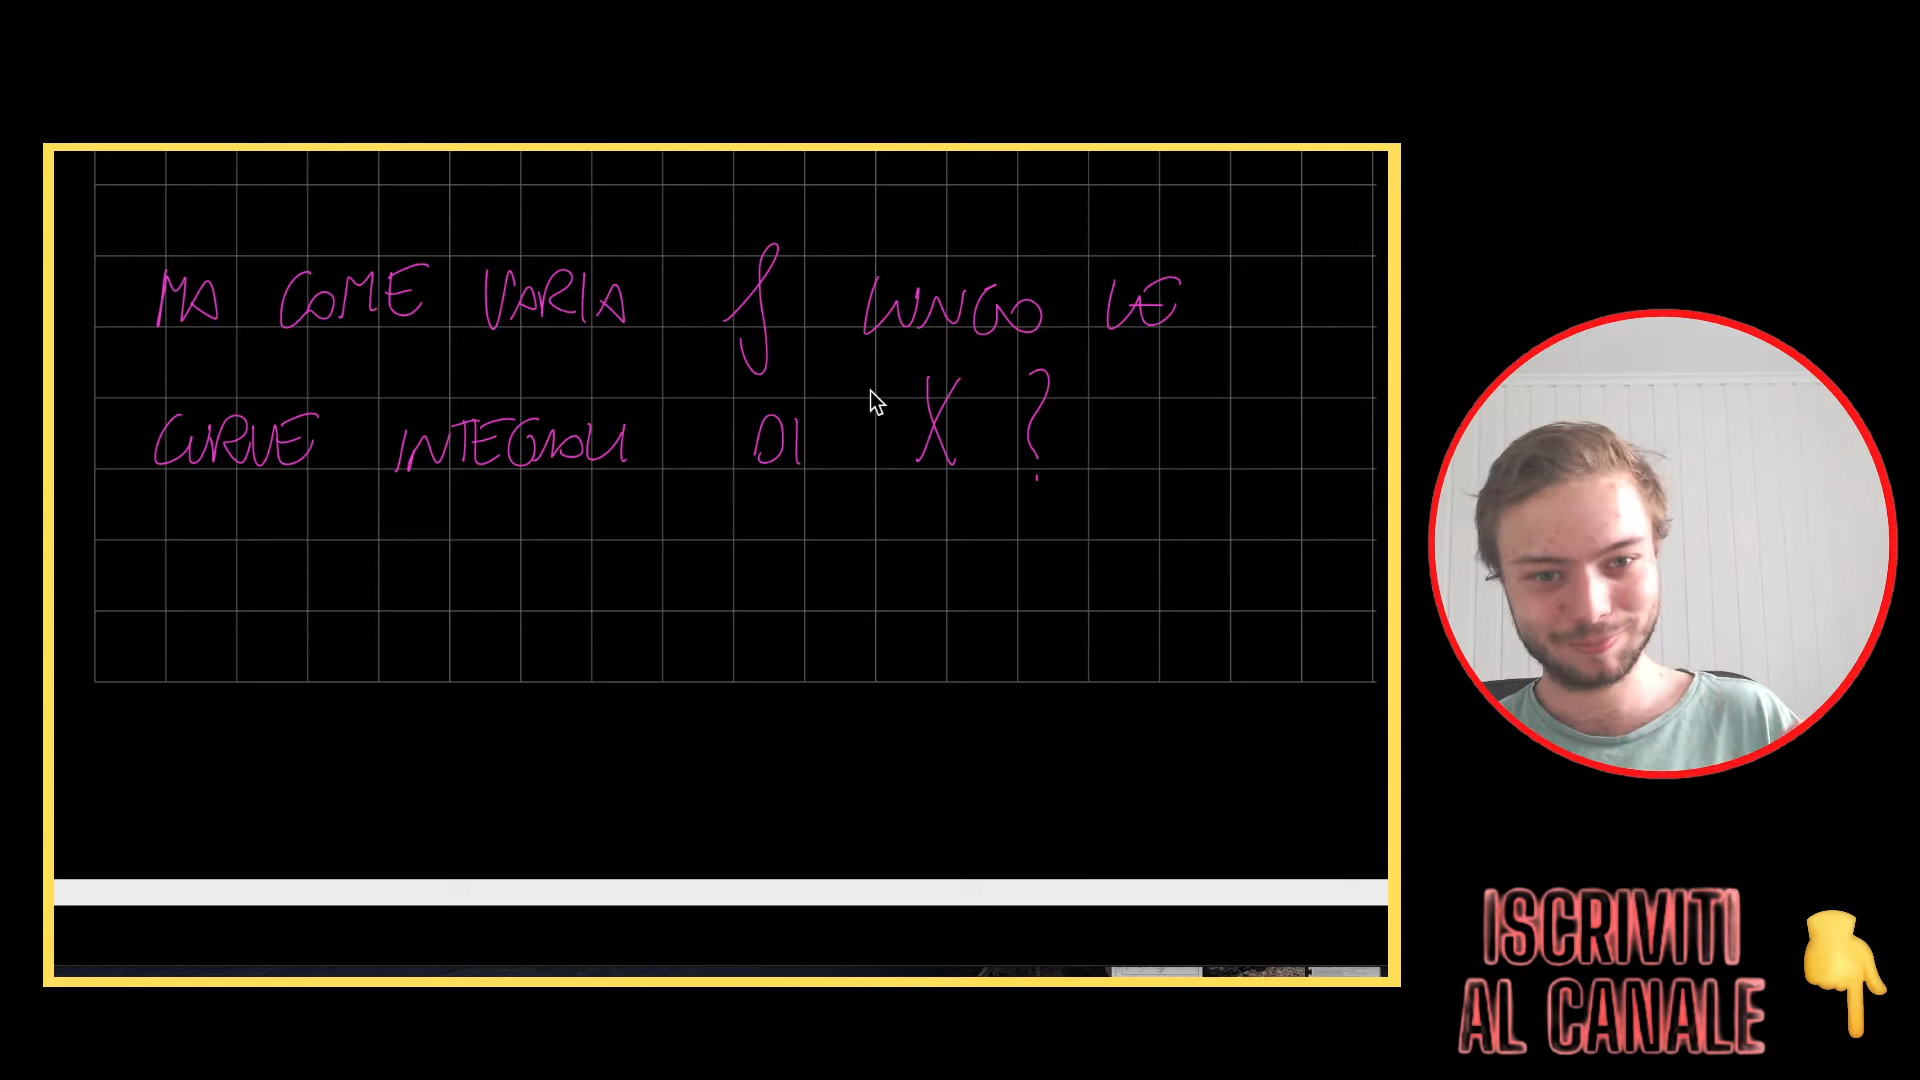 MA COME VARIA f LUNGO LE
CURVE INTEGRALI DI X ?
ISCRIVITI
AL CANALE